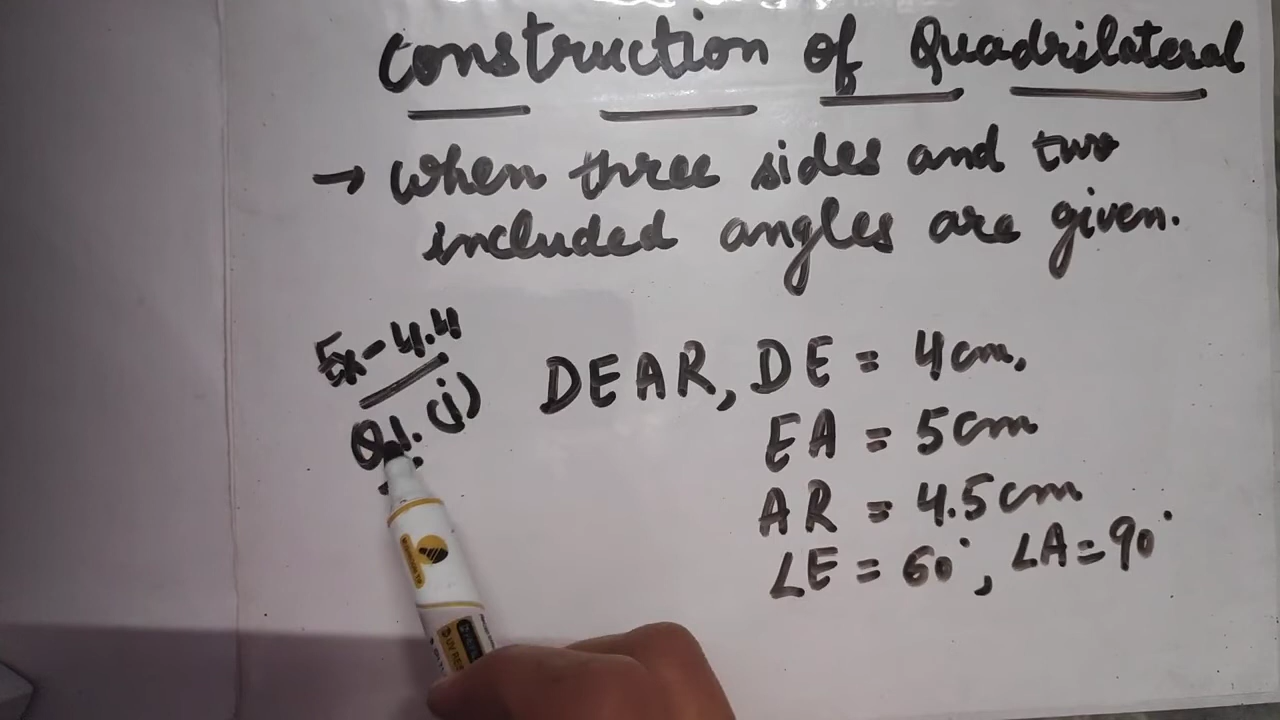 Construction of Quadrilateral
→ When three sides and two
included angles are given.
Ex-4.4
Q1. (i)
DEAR, DE = 4cm,
EA = 5cm
AR = 4.5cm
∠E = 60°, ∠A = 90°